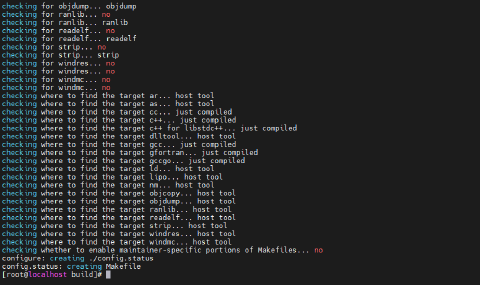 checking for objdump... objdump
checking for ranlib... no
checking for ranlib... ranlib
checking for readelf... no
checking for readelf... readelf
checking for strip... no
checking for strip... strip
checking for windres... no
checking for windres... no
checking for windmc... no
checking for windmc... no
checking where to find the target ar... host tool
checking where to find the target as... host tool
checking where to find the target cc... just compiled
checking where to find the target c++... just compiled
checking where to find the target c++ for libstdc++... just compiled
checking where to find the target dlltool... host tool
checking where to find the target gcc... just compiled
checking where to find the target gfortran... just compiled
checking where to find the target gccgo... just compiled
checking where to find the target ld... host tool
checking where to find the target lipo... host tool
checking where to find the target nm... host tool
checking where to find the target objcopy... host tool
checking where to find the target objdump... host tool
checking where to find the target ranlib... host tool
checking where to find the target readelf... host tool
checking where to find the target strip... host tool
checking where to find the target windres... host tool
checking where to find the target windmc... host tool
checking whether to enable maintainer-specific portions of Makefiles... no
configure: creating ./config.status
config.status: creating Makefile
[root@localhost build]#